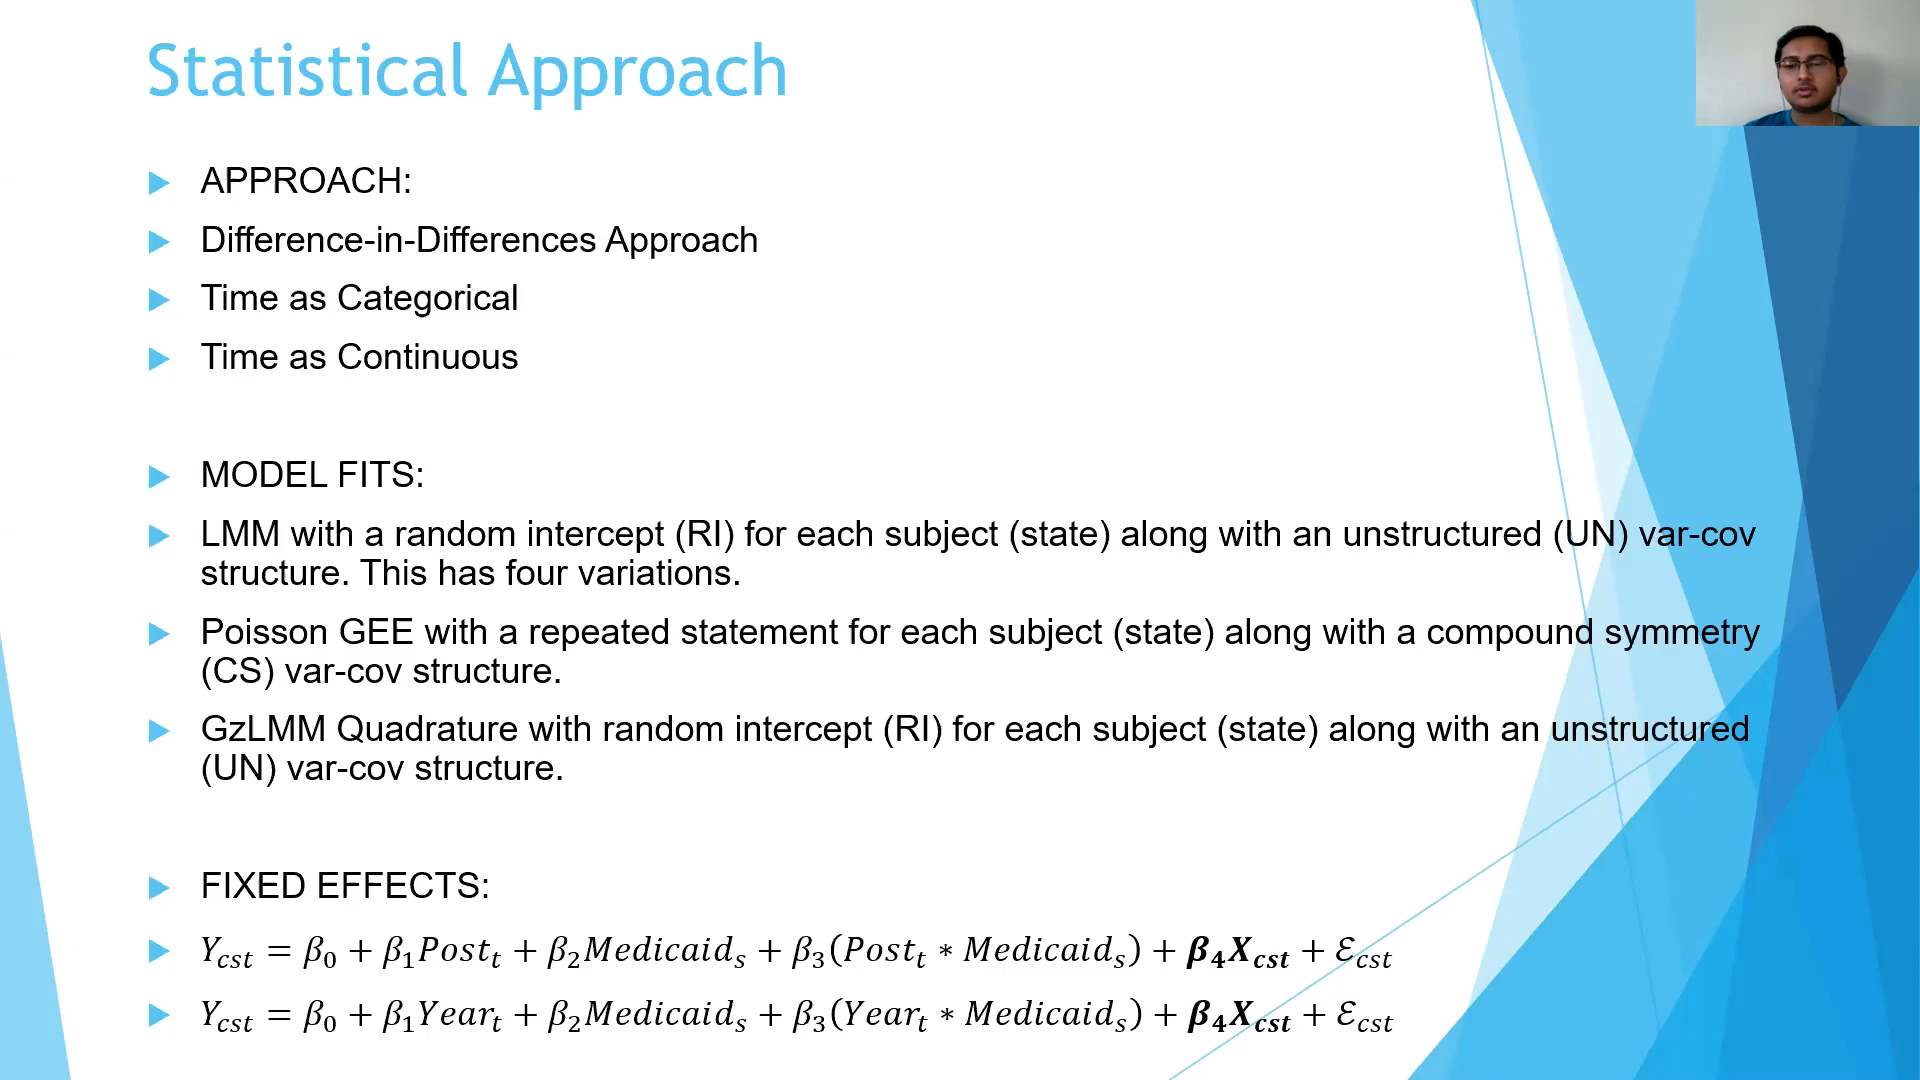 Statistical Approach
APPROACH:
Difference-in-Differences Approach
Time as Categorical
Time as Continuous
MODEL FITS:
LMM with a random intercept (RI) for each subject (state) along with an unstructured (UN) var-cov
structure. This has four variations.
Poisson GEE with a repeated statement for each subject (state) along with a compound symmetry
(CS) var-cov structure.
GzLMM Quadrature with random intercept (RI) for each subject (state) along with an unstructured
(UN) var-cov structure.
FIXED EFFECTS:
Y_cst = β_0 + β_1Post_t + β_2Medicaid_s + β_3(Post_t * Medicaid_s) + β_4X_cst + Ɛ_cst
Y_cst = β_0 + β_1Year_t + β_2Medicaid_s + β_3(Year_t * Medicaid_s) + β_4X_cst + Ɛ_cst